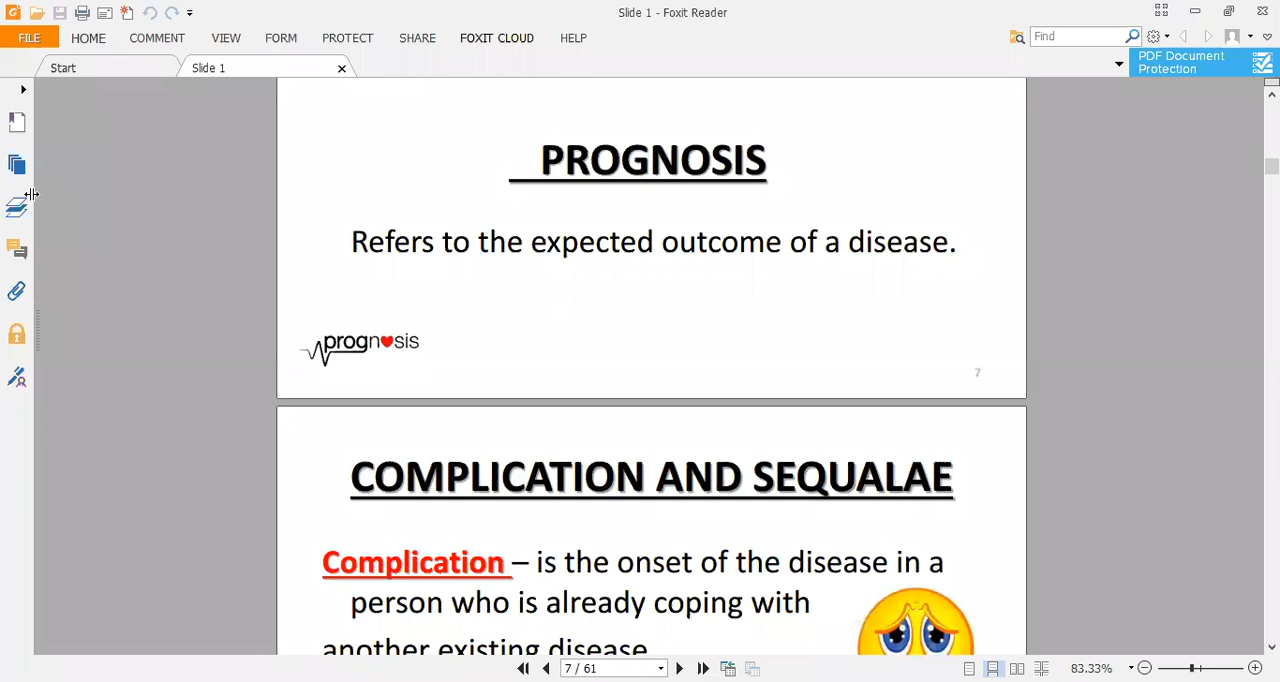 Slide 1 - Foxit Reader
FILE HOME COMMENT VIEW FORM PROTECT SHARE FOXIT CLOUD HELP
Find
Start
Slide 1
PDF Document
Protection
PROGNOSIS
Refers to the expected outcome of a disease.
prognosis
7
COMPLICATION AND SEQUALAE
Complication – is the onset of the disease in a
person who is already coping with
another existing disease
7 / 61
83.33%